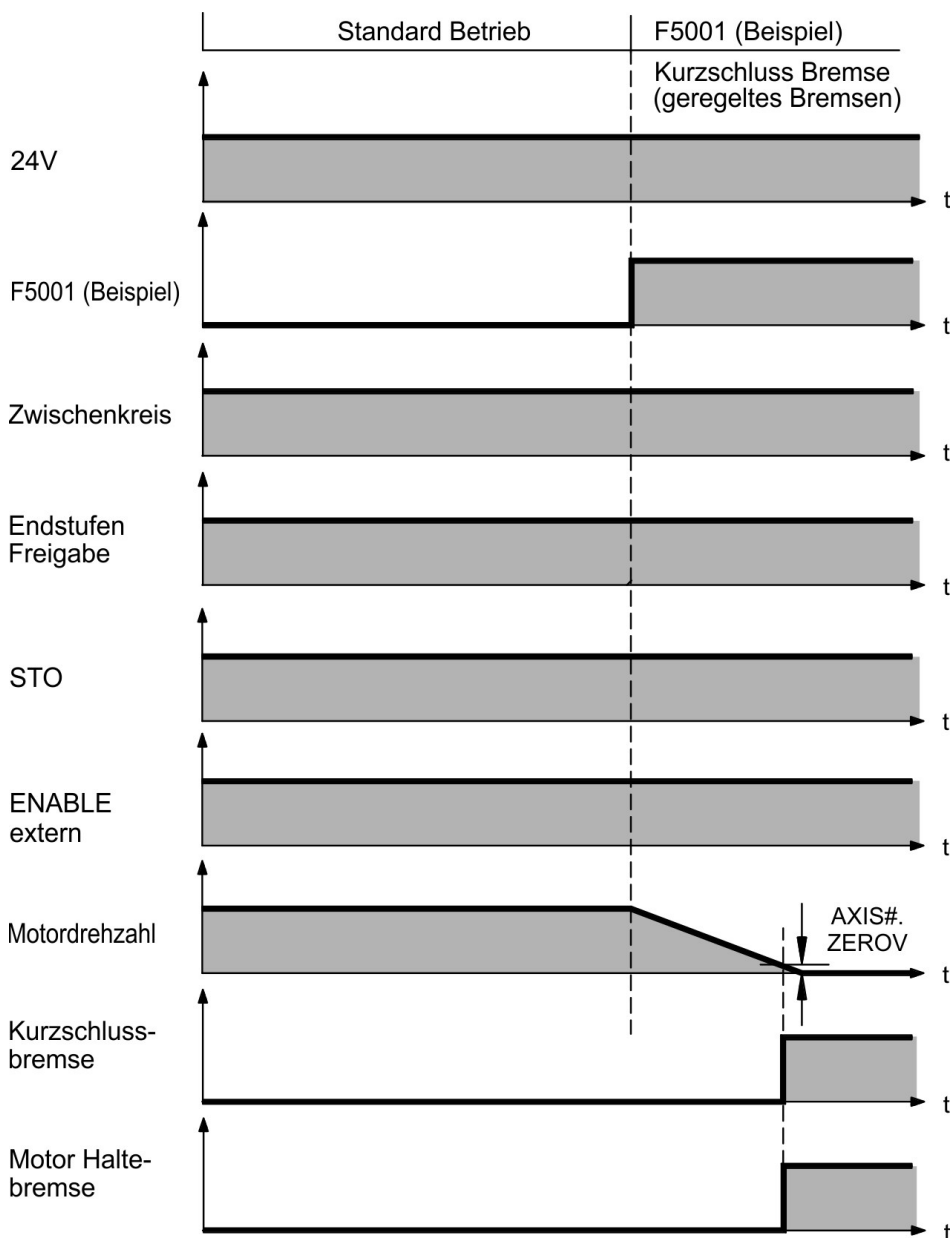 Standard Betrieb
F5001 (Beispiel)
Kurzschluss Bremse
(geregeltes Bremsen)
24V
t
F5001 (Beispiel)
t
Zwischenkreis
t
Endstufen
Freigabe
t
STO
t
ENABLE
extern
t
Motordrehzahl
AXIS#.
ZEROV
t
Kurzschluss-
bremse
t
Motor Halte-
bremse
t